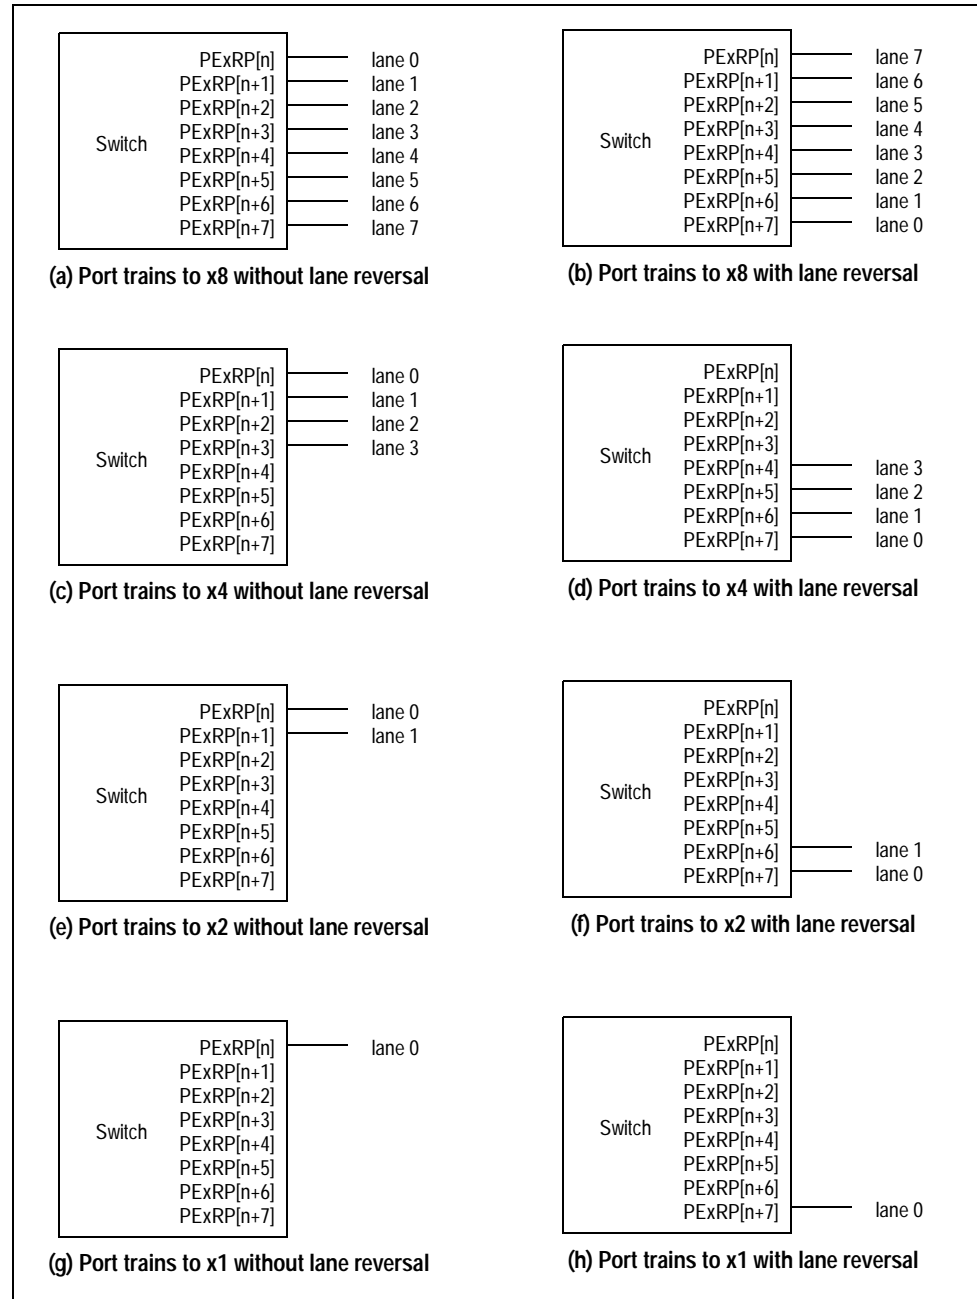 PExRP[n] lane 0
PExRP[n+1] lane 1
PExRP[n+2] lane 2
PExRP[n+3] lane 3
Switch
PExRP[n+4] lane 4
PExRP[n+5] lane 5
PExRP[n+6] lane 6
PExRP[n+7] lane 7
(a) Port trains to x8 without lane reversal
PExRP[n] lane 7
PExRP[n+1] lane 6
PExRP[n+2] lane 5
PExRP[n+3] lane 4
Switch
PExRP[n+4] lane 3
PExRP[n+5] lane 2
PExRP[n+6] lane 1
PExRP[n+7] lane 0
(b) Port trains to x8 with lane reversal
PExRP[n] lane 0
PExRP[n+1] lane 1
PExRP[n+2] lane 2
PExRP[n+3] lane 3
Switch
PExRP[n+4]
PExRP[n+5]
PExRP[n+6]
PExRP[n+7]
(c) Port trains to x4 without lane reversal
PExRP[n]
PExRP[n+1]
PExRP[n+2]
PExRP[n+3]
Switch
PExRP[n+4] lane 3
PExRP[n+5] lane 2
PExRP[n+6] lane 1
PExRP[n+7] lane 0
(d) Port trains to x4 with lane reversal
PExRP[n] lane 0
PExRP[n+1] lane 1
PExRP[n+2]
PExRP[n+3]
Switch
PExRP[n+4]
PExRP[n+5]
PExRP[n+6]
PExRP[n+7]
(e) Port trains to x2 without lane reversal
PExRP[n]
PExRP[n+1]
PExRP[n+2]
PExRP[n+3]
Switch
PExRP[n+4]
PExRP[n+5]
PExRP[n+6] lane 1
PExRP[n+7] lane 0
(f) Port trains to x2 with lane reversal
PExRP[n] lane 0
PExRP[n+1]
PExRP[n+2]
PExRP[n+3]
Switch
PExRP[n+4]
PExRP[n+5]
PExRP[n+6]
PExRP[n+7]
(g) Port trains to x1 without lane reversal
PExRP[n]
PExRP[n+1]
PExRP[n+2]
PExRP[n+3]
Switch
PExRP[n+4]
PExRP[n+5]
PExRP[n+6]
PExRP[n+7] lane 0
(h) Port trains to x1 with lane reversal